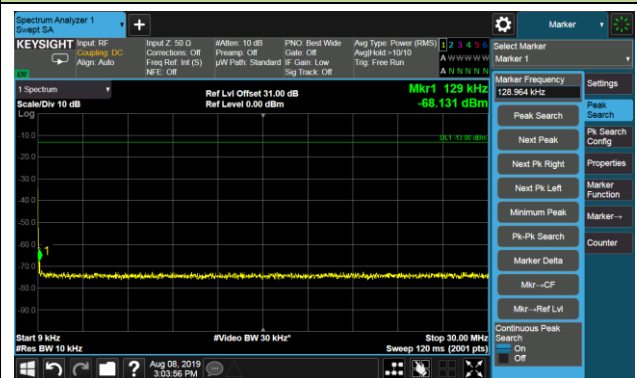 Spectrum Analyzer 1
Swept SA
+
Marker
KEYSIGHT
Input: RF
Coupling: DC
Align: Auto
Input Z: 50 Ω
Corrections: Off
Freq Ref: Int (S)
NFE: Off
#Atten: 10 dB
Preamp: Off
µW Path: Standard
PNO: Best Wide
Gate: Off
IF Gain: Low
Sig Track: Off
Avg Type: Power (RMS)
Avg|Hold:>10/10
Trig: Free Run
1 2 3 4 5 6
A W W W W W
A N N N N N
LXI
Select Marker
Marker 1
1 Spectrum
Scale/Div 10 dB
Log
Ref Lvl Offset 31.00 dB
Ref Level 0.00 dBm
Mkr1 129 kHz
-68.131 dBm
DL1 -13.00 dBm
-10.0
-20.0
-30.0
-40.0
-50.0
-60.0
-70.0
-80.0
-90.0
1
Start 9 kHz
#Res BW 10 kHz
#Video BW 30 kHz*
Stop 30.00 MHz
Sweep 120 ms (2001 pts)
Marker Frequency
128.964 kHz
Peak Search
Next Peak
Next Pk Right
Next Pk Left
Minimum Peak
Pk-Pk Search
Marker Delta
Mkr→CF
Mkr→Ref Lvl
Continuous Peak
Search
On
Off
Settings
Peak
Search
Pk Search
Config
Properties
Marker
Function
Marker→
Counter
?
Aug 08, 2019
3:03:56 PM